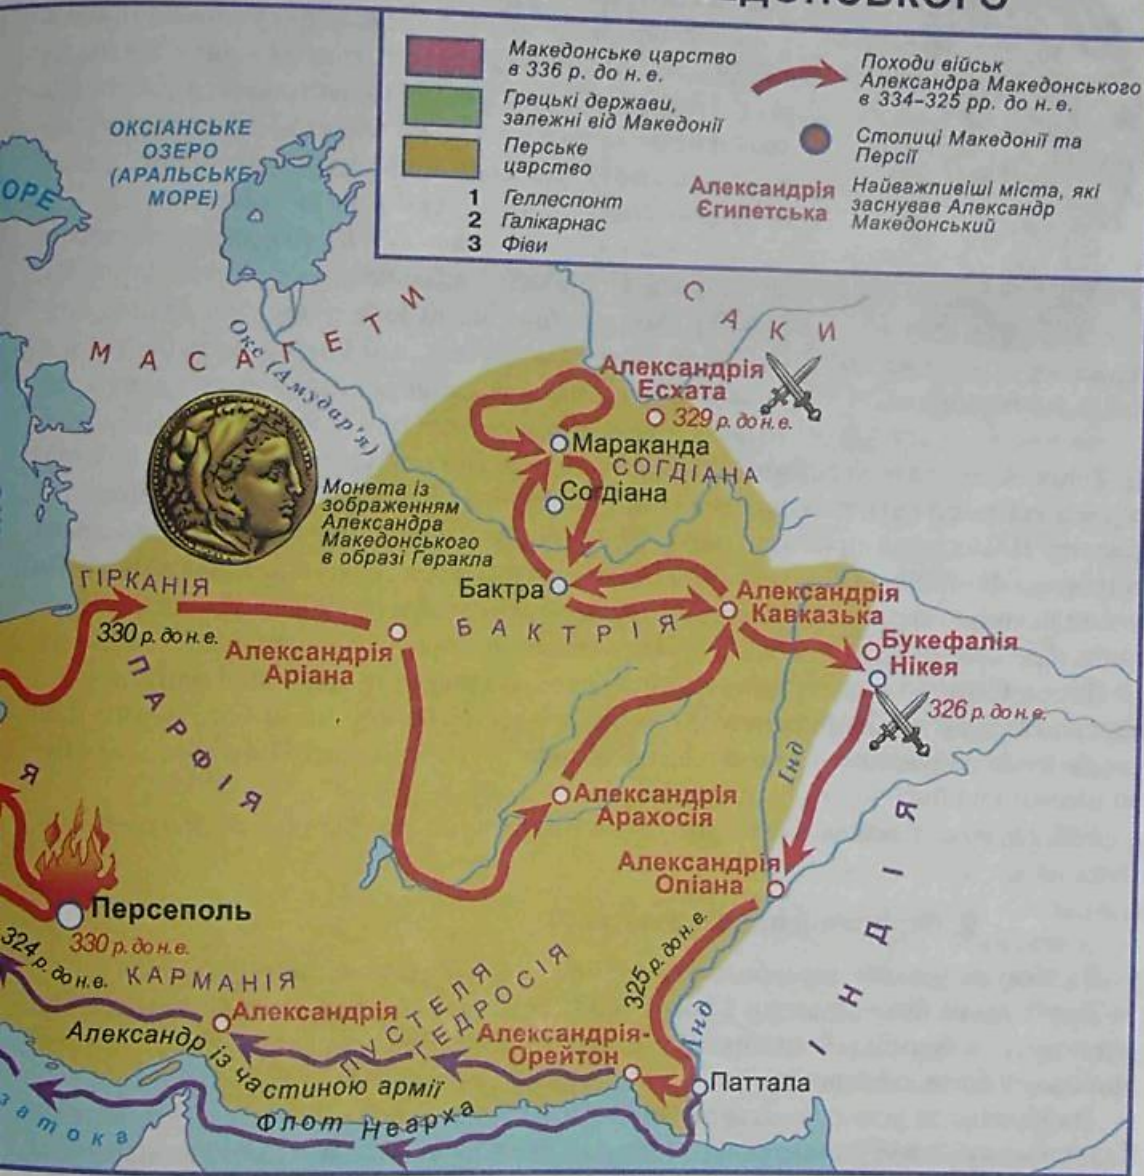 Македонське царство
в 336 р. до н. е.
Грецькі держави,
залежні від Македонії
Перське
царство
1 Геллеспонт
2 Галікарнас
3 Фіви
Походи військ
Александра Македонського
в 334–325 рр. до н. е.
Столиці Македонії та
Персії
Александрія
Єгипетська
Найважливіші міста, які
заснував Александр
Македонський
ОКСІАНСЬКЕ
ОЗЕРО
(АРАЛЬСЬКЕ
МОРЕ)
ОРЕ
МАСАГЕТИ
САКИ
Окс (Амудар'я)
Александрія
Есхата
329 р. до н. е.
Мараканда
СОГДІАНА
Согдіана
Монета із
зображенням
Александра
Македонського
в образі Геракла
ГІРКАНІЯ
330 р. до н. е.
Бактра
БАКТРІЯ
Александрія
Кавказька
Букефалія
Нікея
326 р. до н. е.
Александрія
Аріана
ПАРФІЯ
Я
Інд
Александрія
Арахосія
Александрія
Опіана
ІНДІЯ
Персеполь
330 р. до н. е.
324 р. до н. е.
КАРМАНІЯ
325 р. до н. е.
ПУСТЕЛЯ
ГЕДРОСІЯ
Александрія
Александрія-
Орейтон
Інд
Паттала
Александр із
частиною армії
Флот Неарха
затока